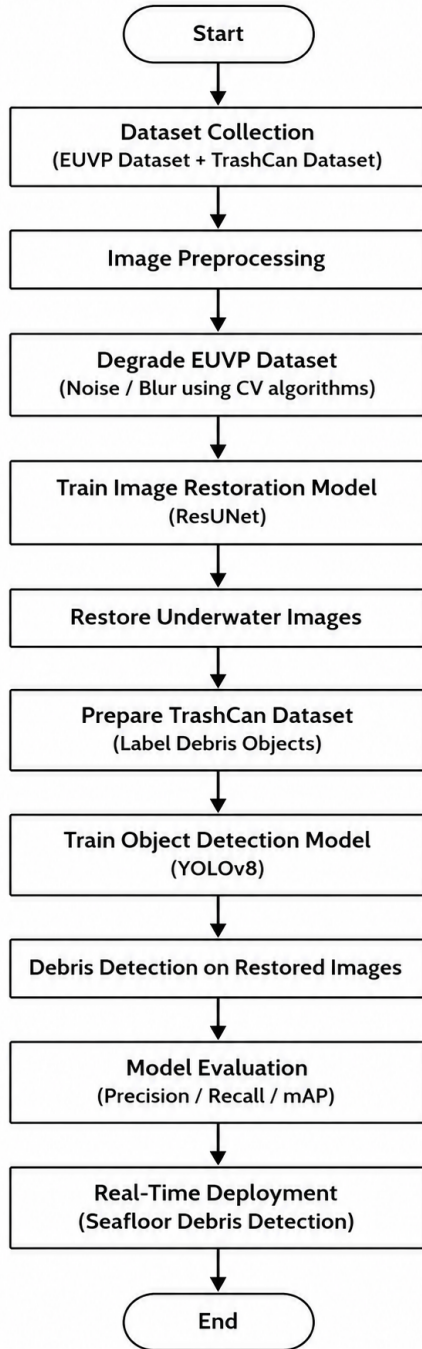 Start
Dataset Collection
(EUVP Dataset + TrashCan Dataset)
Image Preprocessing
Degrade EUVP Dataset
(Noise / Blur using CV algorithms)
Train Image Restoration Model
(ResUNet)
Restore Underwater Images
Prepare TrashCan Dataset
(Label Debris Objects)
Train Object Detection Model
(YOLOv8)
Debris Detection on Restored Images
Model Evaluation
(Precision / Recall / mAP)
Real-Time Deployment
(Seafloor Debris Detection)
End